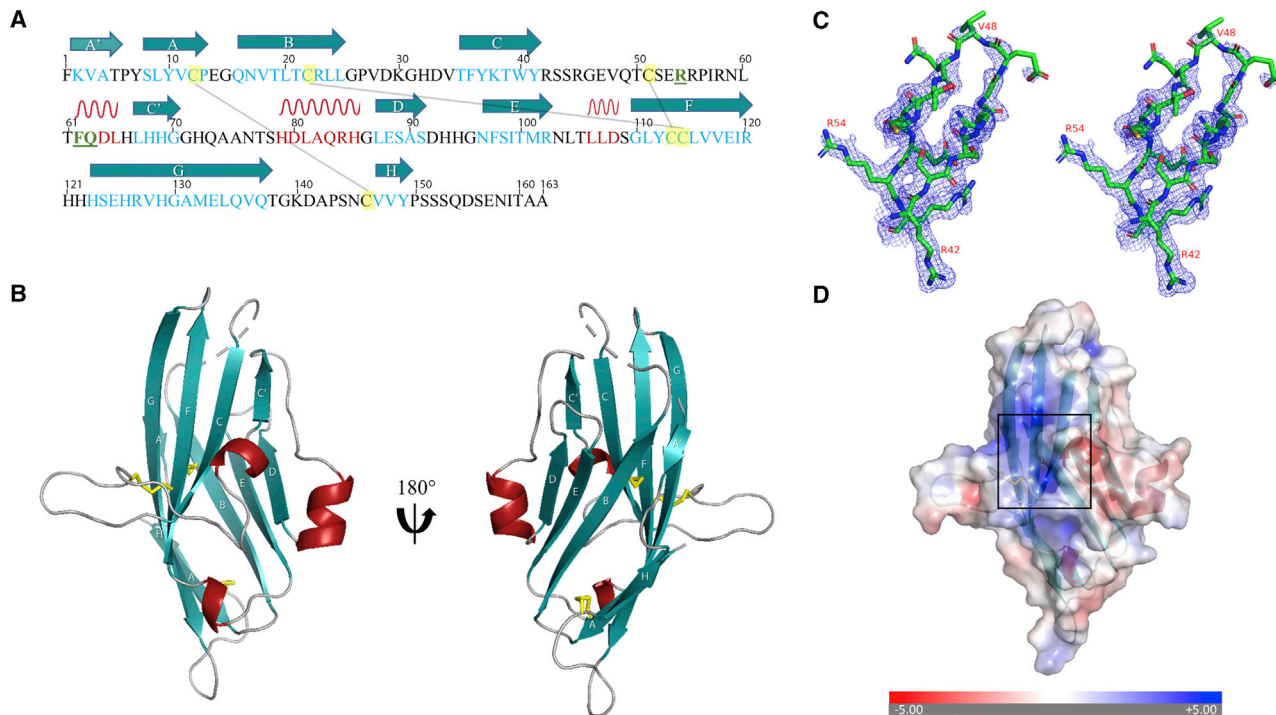 A
A' A B C
1 10 20 30 40 50 60
FKVATPYSLYVCPEGQNVTLTCRLLGPVDKGHDVTFYKTWYRSSRGEVQTCSERRPIRNL
C' D E F
61 70 80 90 100 110 120
TFQDLHLHHGGHQAANTSHDLAQRHGLESASDHHGNFSITMRNLTLLDSGLYCCLVVEIR
G H
121 130 140 150 160 163
HHHSEHRVHGAMELQVQTGKDAPSNCVVYPSSSQDSENITAA
B
G F C A' D E B H A
180°
C' C G A' F D E B H A
C
V48 V48
R54 R54
R42 R42
D
-5.00 +5.00